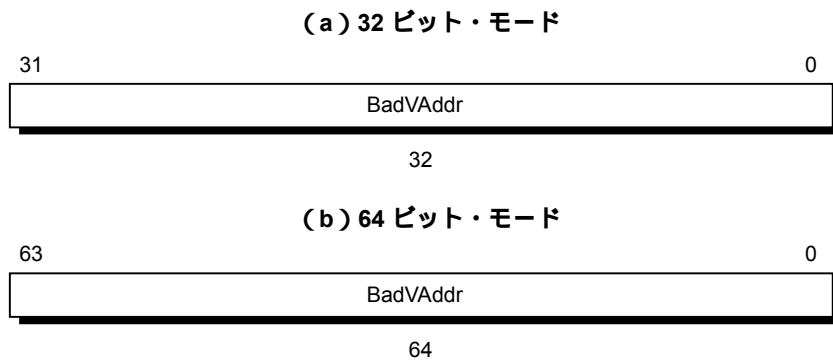 （a）32 ビット・モード
31 0
BadVAddr
32
（b）64 ビット・モード
63 0
BadVAddr
64